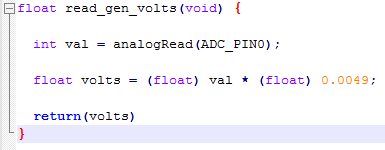 float read_gen_volts(void) {
int val = analogRead(ADC_PIN0);
float volts = (float) val * (float) 0.0049;
return(volts)
}